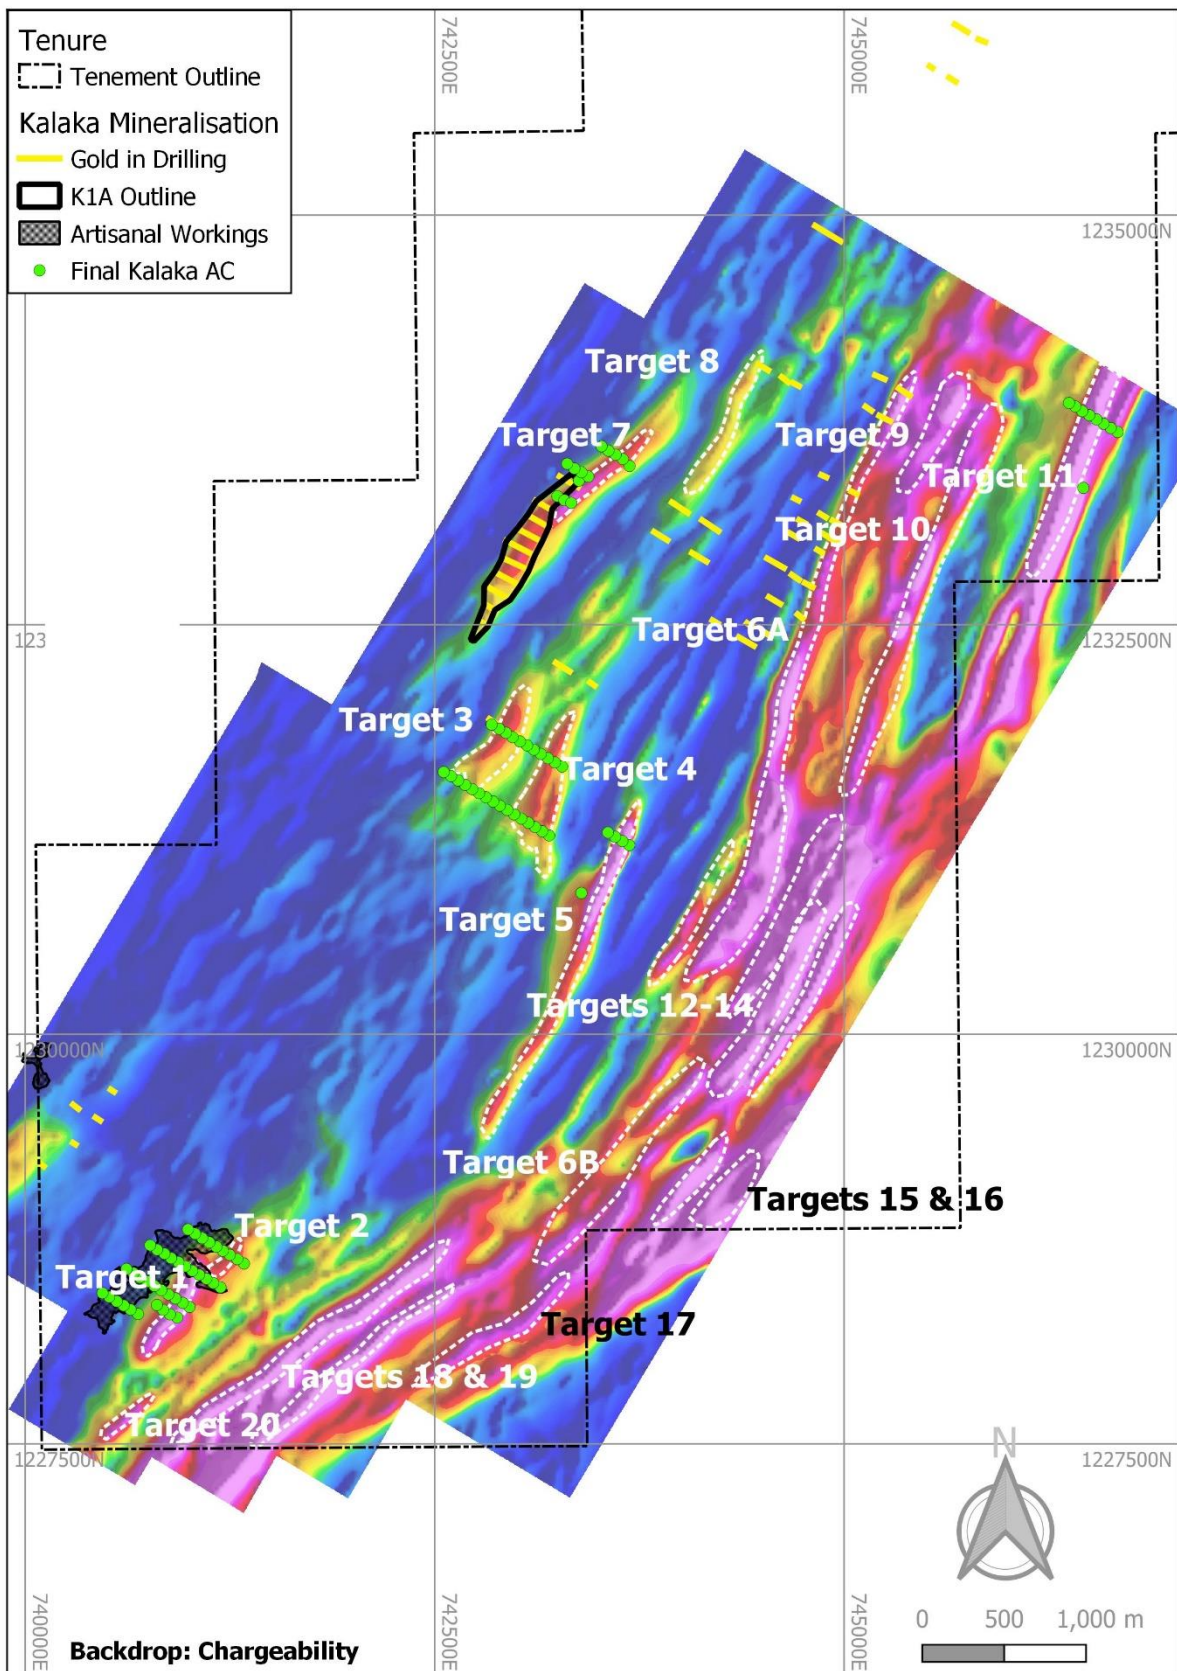 Tenure
Tenement Outline
Kalaka Mineralisation
Gold in Drilling
K1A Outline
Artisanal Workings
Final Kalaka AC
742500E
745000E
1235000N
Target 8
Target 7
Target 9
Target 11
Target 10
123
Target 6A
1232500N
Target 3
Target 4
Target 5
Targets 12-14
1230000N
1230000N
Target 6B
Targets 15 & 16
Target 2
Target 1
Target 17
Targets 18 & 19
Target 20
1227500N
1227500N
N
740000E
742500E
745000E
0 500 1,000 m
Backdrop: Chargeability